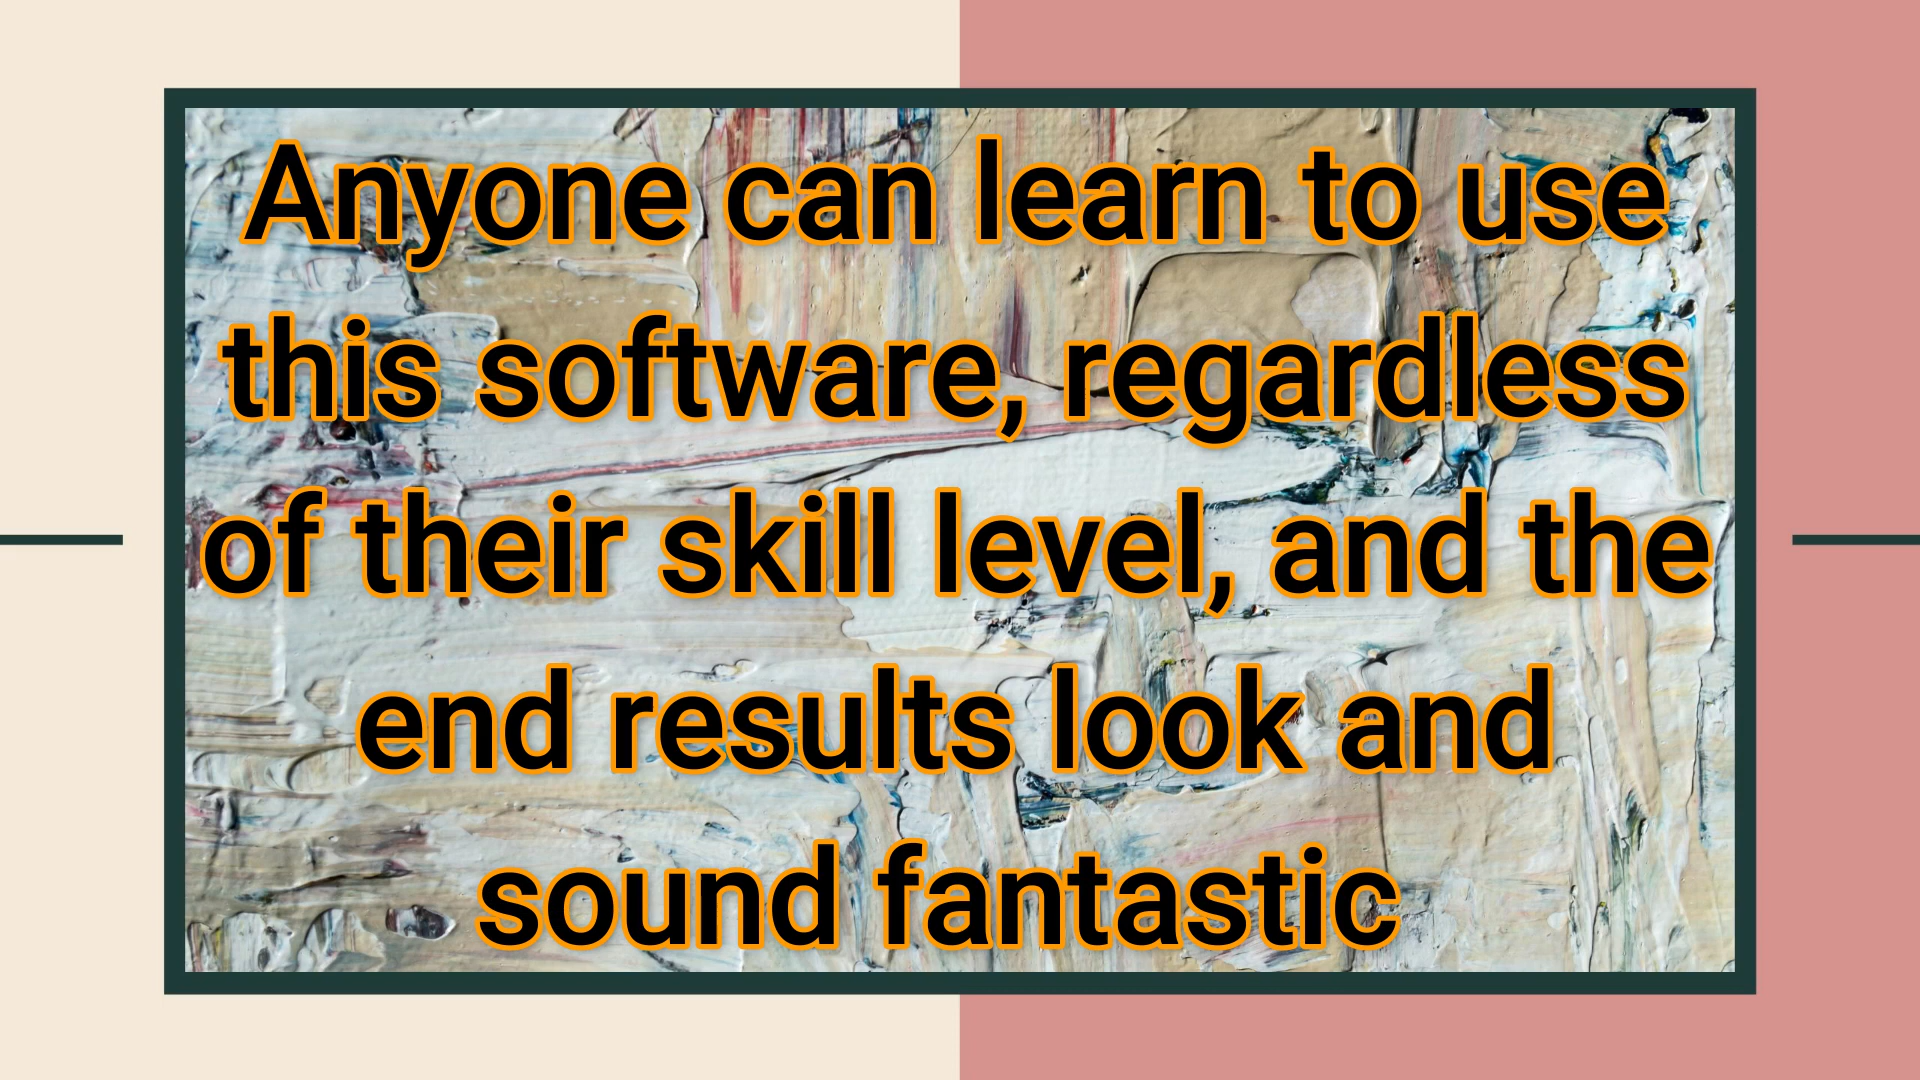 Anyone can learn to use
this software, regardless
of their skill level, and the
end results look and
sound fantastic